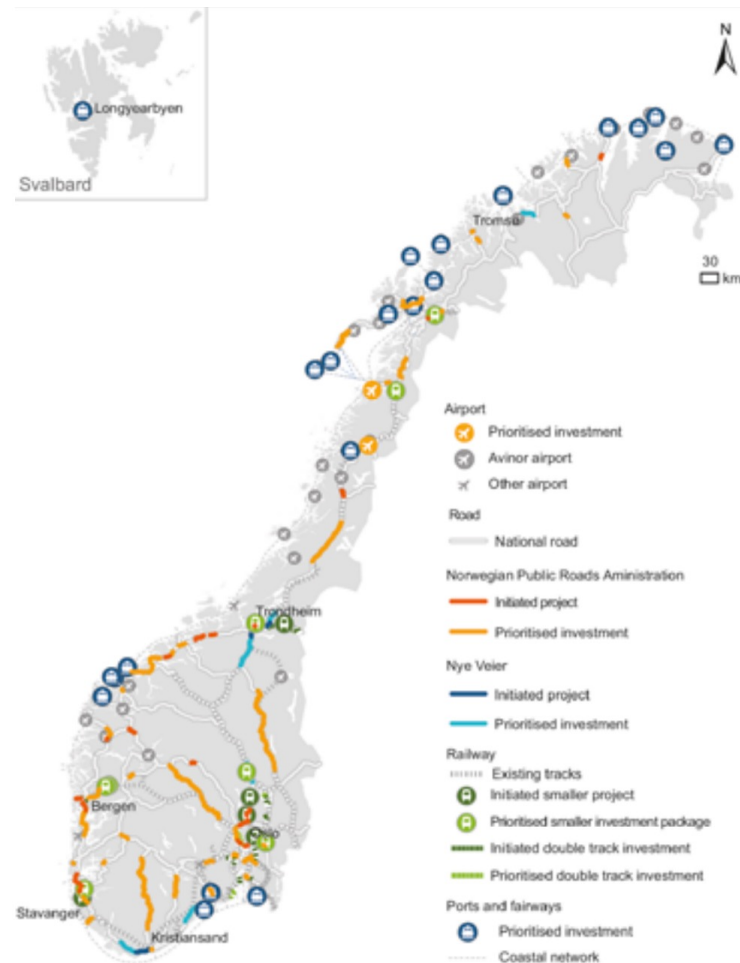 N
Longyearbyen
Svalbard
Tromsø
30
km
Airport
Prioritised investment
Avinor airport
Other airport
Road
National road
Norwegian Public Roads Aministration
Initiated project
Prioritised investment
Nye Veier
Initiated project
Prioritised investment
Railway
Existing tracks
Initiated smaller project
Prioritised smaller investment package
Initiated double track investment
Prioritised double track investment
Ports and fairways
Prioritised investment
Coastal network
Trondheim
Bergen
Oslo
Stavanger
Kristiansand